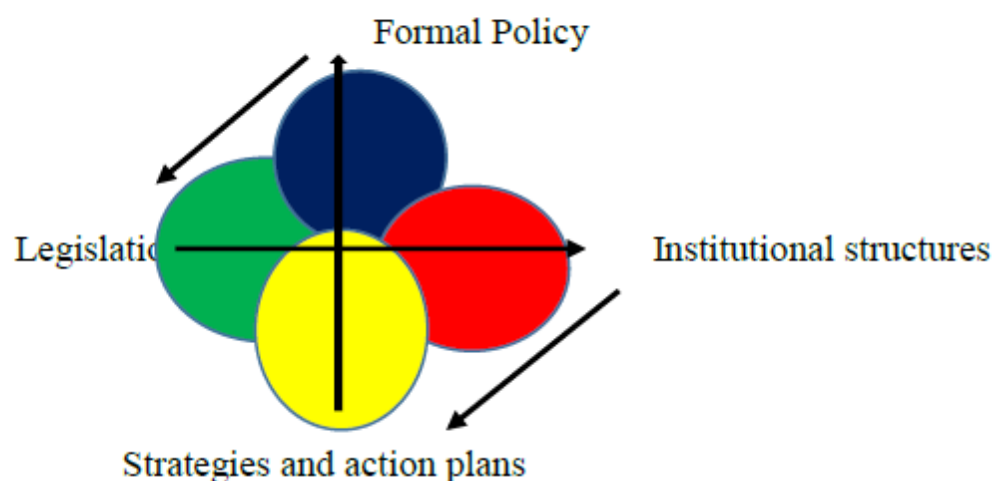 Formal Policy
Legislatio
Institutional structures
Strategies and action plans